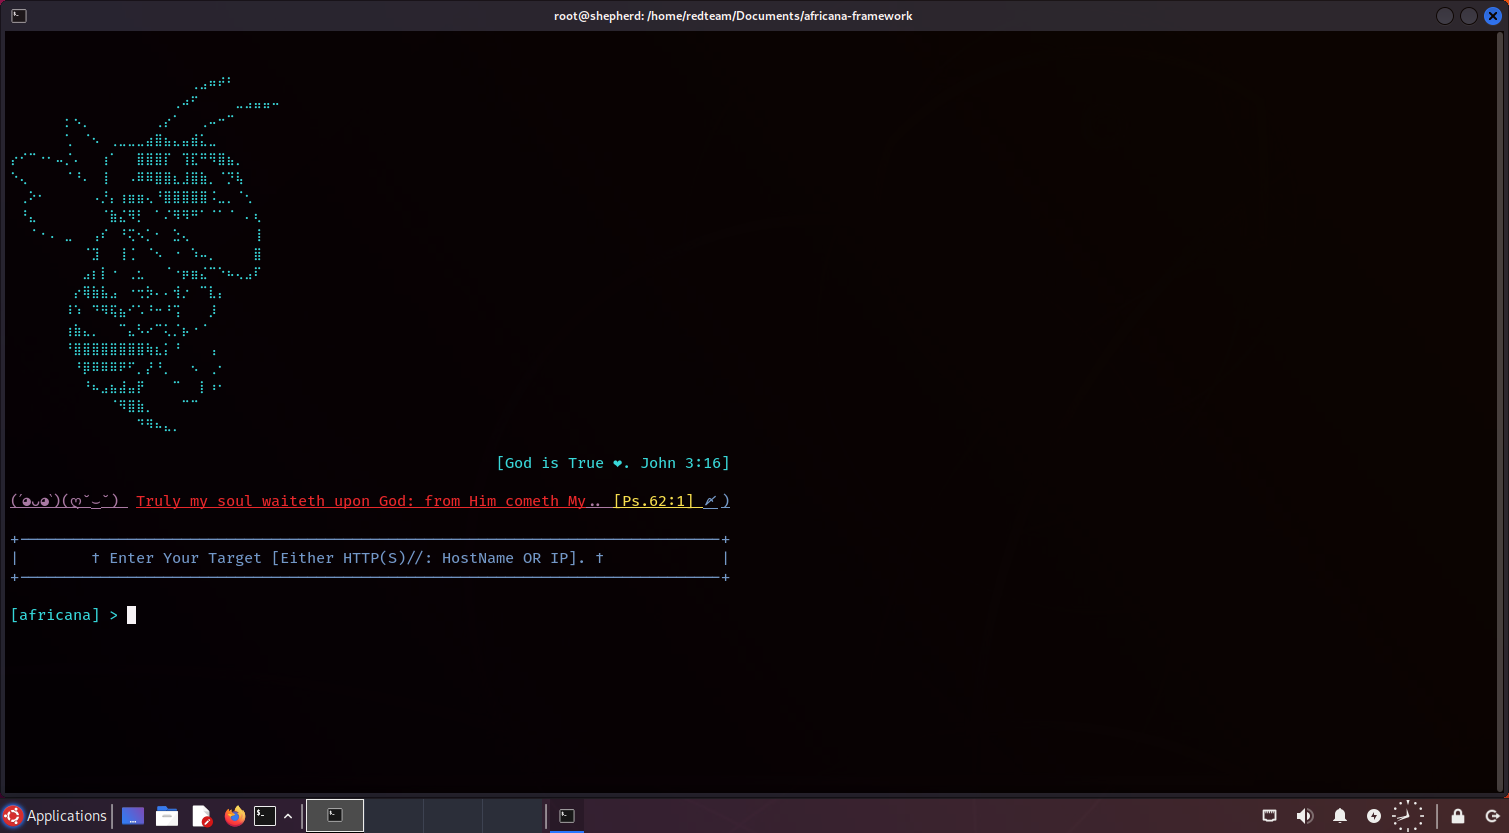 root@shepherd: /home/redteam/Documents/africana-framework
[God is True ❤. John 3:16]
(΄◕◡◕`)(ღ˘⌣˘) Truly my soul waiteth upon God: from Him cometh My.. [Ps.62:1] 〆)
† Enter Your Target [Either HTTP(S)//: HostName OR IP]. †
[africana] >
Applications